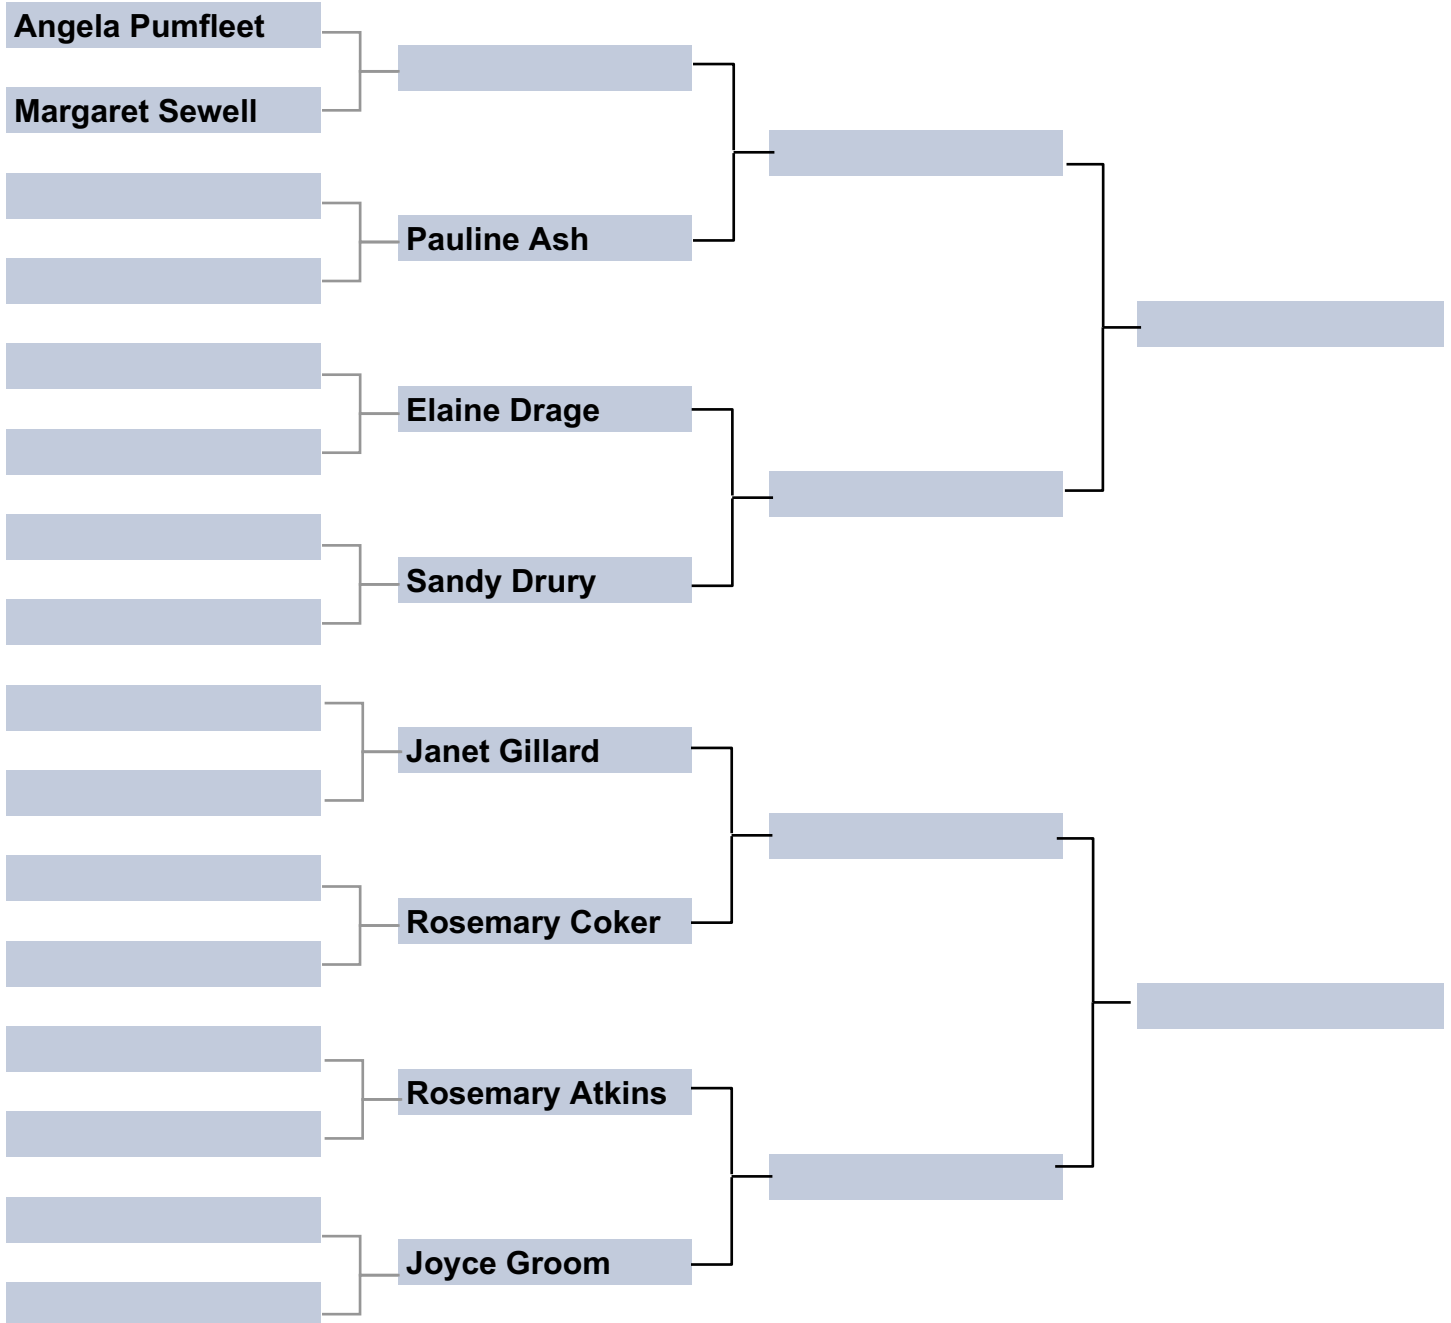 Angela Pumfleet
Margaret Sewell
Pauline Ash
Elaine Drage
Sandy Drury
Janet Gillard
Rosemary Coker
Rosemary Atkins
Joyce Groom